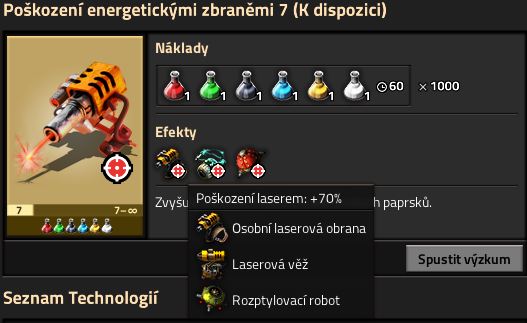 Poškození energetickými zbraněmi 7 (K dispozici)
Náklady
1 1 1 1 1 1 60 × 1000
Efekty
7 7–∞
Zvyšu
h paprsků.
Poškození laserem: +70%
Osobní laserová obrana
Laserová věž
Rozptylovací robot
Spustit výzkum
Seznam Technologií